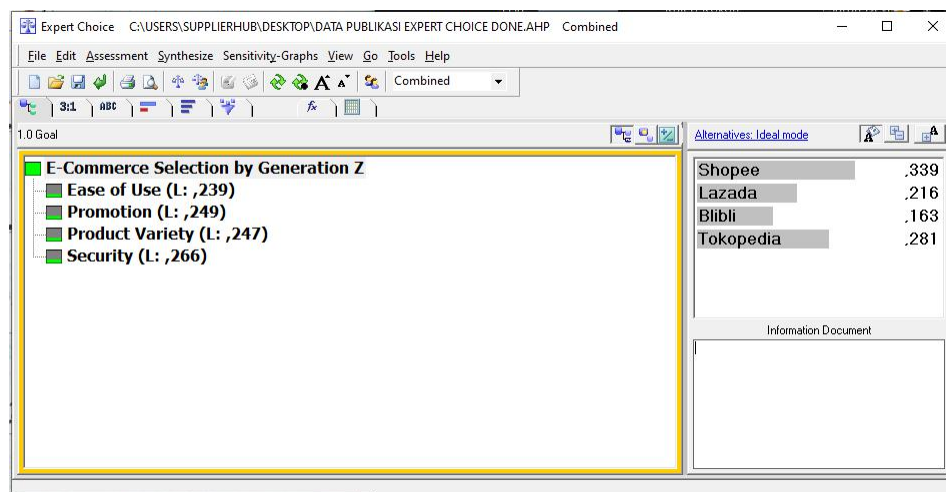 Expert Choice C:\USERS\SUPPLIERHUB\DESKTOP\DATA PUBLIKASI EXPERT CHOICE DONE.AHP Combined
File Edit Assessment Synthesize Sensitivity-Graphs View Go Tools Help
A A Combined
3:1 ABC fx
1.0 Goal
E-Commerce Selection by Generation Z
Ease of Use (L: ,239)
Promotion (L: ,249)
Product Variety (L: ,247)
Security (L: ,266)
Alternatives: Ideal mode
Shopee ,339
Lazada ,216
Blibli ,163
Tokopedia ,281
Information Document